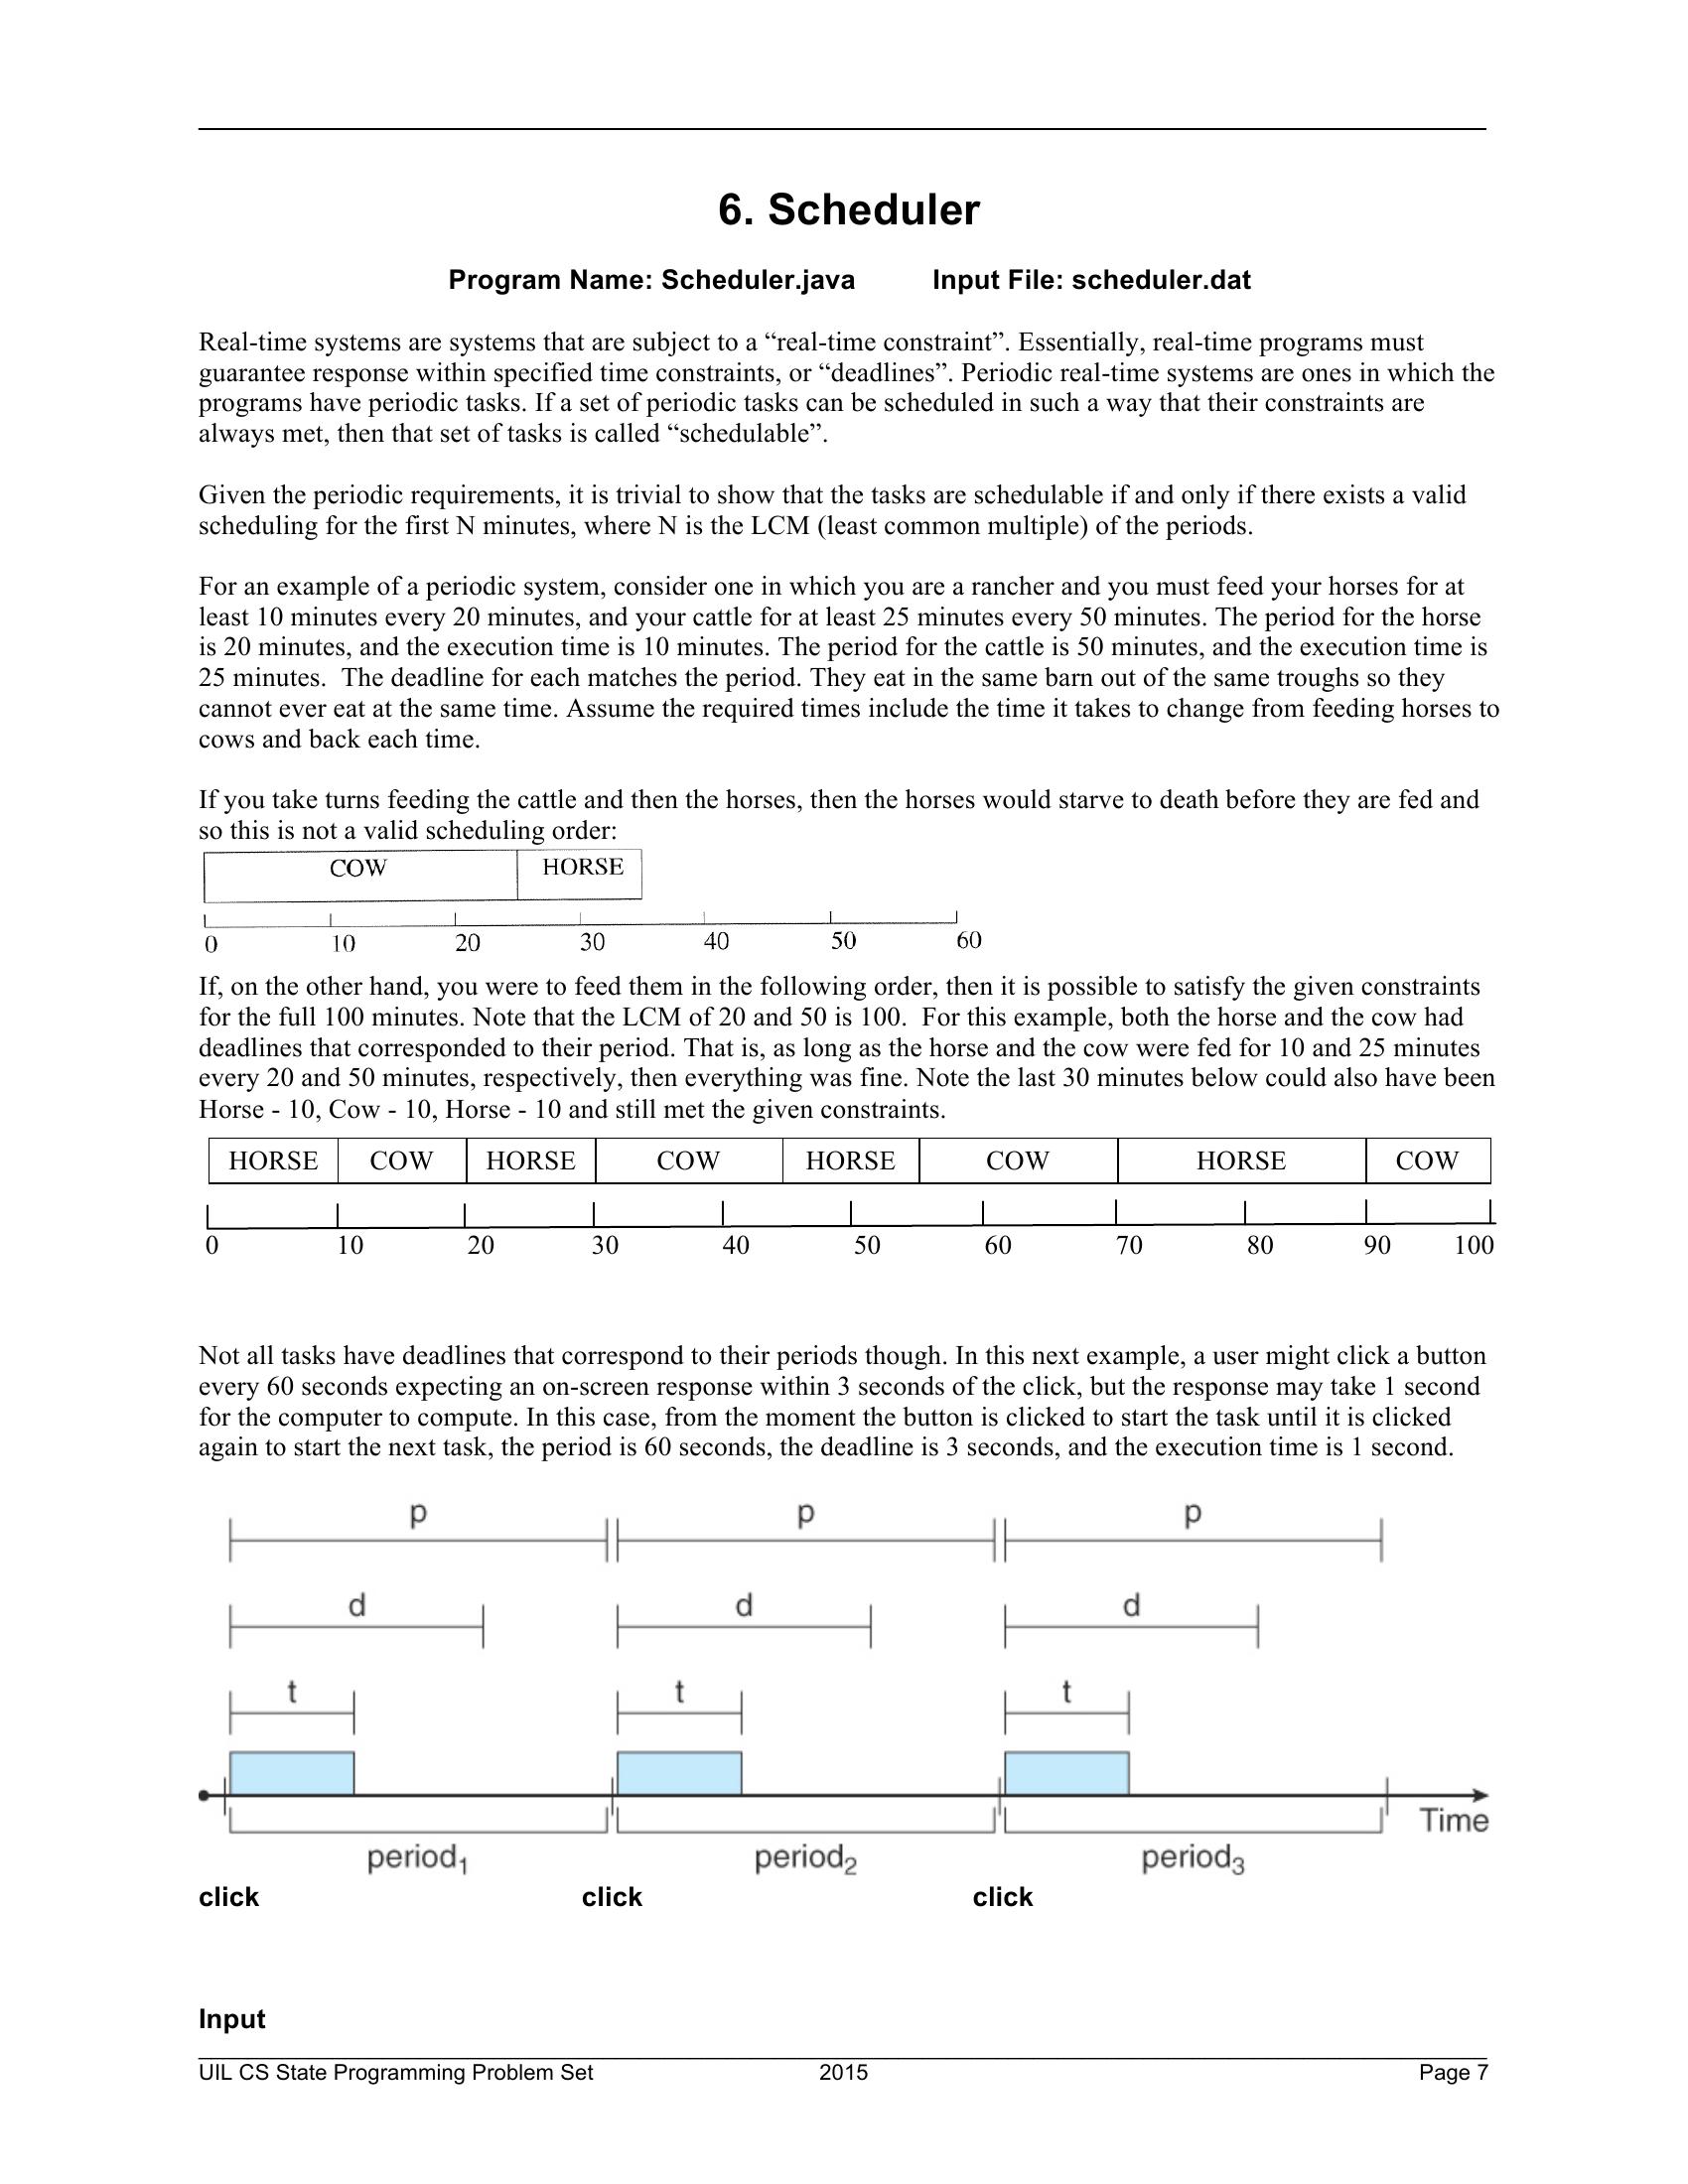 6. Scheduler
Program Name: Scheduler.java Input File: scheduler.dat
Real-time systems are systems that are subject to a “real-time constraint”. Essentially, real-time programs must
guarantee response within specified time constraints, or “deadlines”. Periodic real-time systems are ones in which the
programs have periodic tasks. If a set of periodic tasks can be scheduled in such a way that their constraints are
always met, then that set of tasks is called “schedulable”.
Given the periodic requirements, it is trivial to show that the tasks are schedulable if and only if there exists a valid
scheduling for the first N minutes, where N is the LCM (least common multiple) of the periods.
For an example of a periodic system, consider one in which you are a rancher and you must feed your horses for at
least 10 minutes every 20 minutes, and your cattle for at least 25 minutes every 50 minutes. The period for the horse
is 20 minutes, and the execution time is 10 minutes. The period for the cattle is 50 minutes, and the execution time is
25 minutes.  The deadline for each matches the period. They eat in the same barn out of the same troughs so they
cannot ever eat at the same time. Assume the required times include the time it takes to change from feeding horses to
cows and back each time.
If you take turns feeding the cattle and then the horses, then the horses would starve to death before they are fed and
so this is not a valid scheduling order:
COW HORSE
0 10 20 30 40 50 60
If, on the other hand, you were to feed them in the following order, then it is possible to satisfy the given constraints
for the full 100 minutes. Note that the LCM of 20 and 50 is 100.  For this example, both the horse and the cow had
deadlines that corresponded to their period. That is, as long as the horse and the cow were fed for 10 and 25 minutes
every 20 and 50 minutes, respectively, then everything was fine. Note the last 30 minutes below could also have been
Horse - 10, Cow - 10, Horse - 10 and still met the given constraints.
HORSE COW HORSE COW HORSE COW HORSE COW
0 10 20 30 40 50 60 70 80 90 100
Not all tasks have deadlines that correspond to their periods though. In this next example, a user might click a button
every 60 seconds expecting an on-screen response within 3 seconds of the click, but the response may take 1 second
for the computer to compute. In this case, from the moment the button is clicked to start the task until it is clicked
again to start the next task, the period is 60 seconds, the deadline is 3 seconds, and the execution time is 1 second.
p p p
d d d
t t t
Time
period1 period2 period3
click click click
Input
UIL CS State Programming Problem Set 2015 Page 7